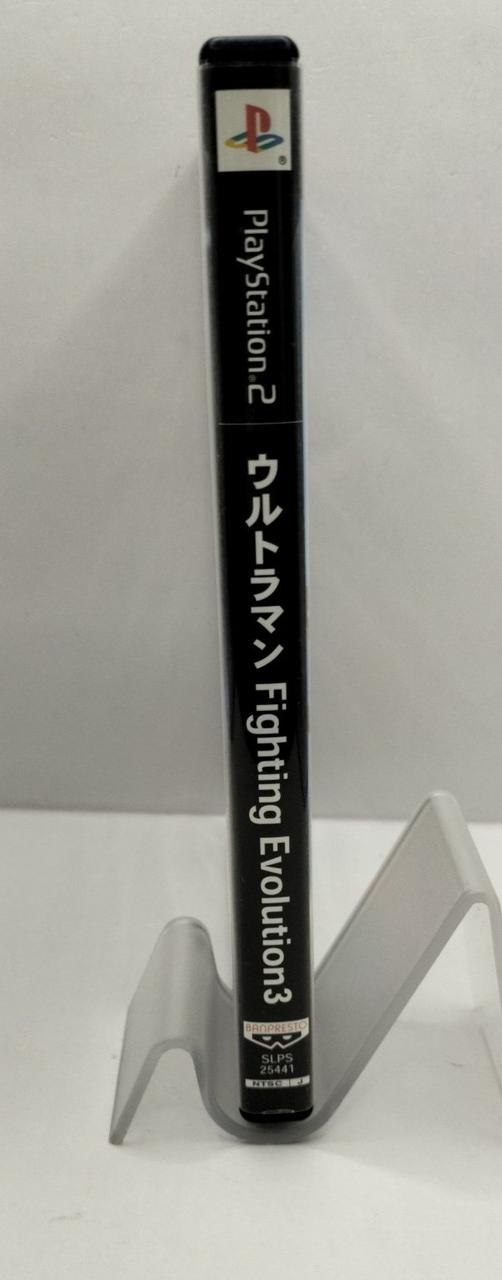 PlayStation®2
ウルトラマン Fighting Evolution3
BANPRESTO
SLPS
25441
NTSC J